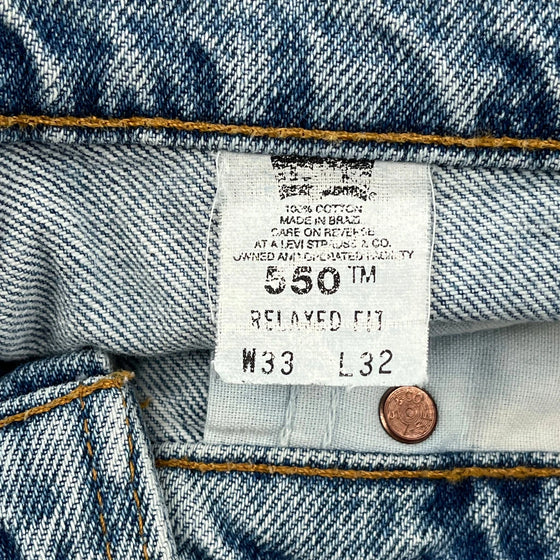 100% COTTON
MADE IN BRAZIL
CARE ON REVERSE
AT A LEVI STRAUSS & CO.
OWNED AND OPERATED FACILITY
550™
RELAXED FIT
W33 L32